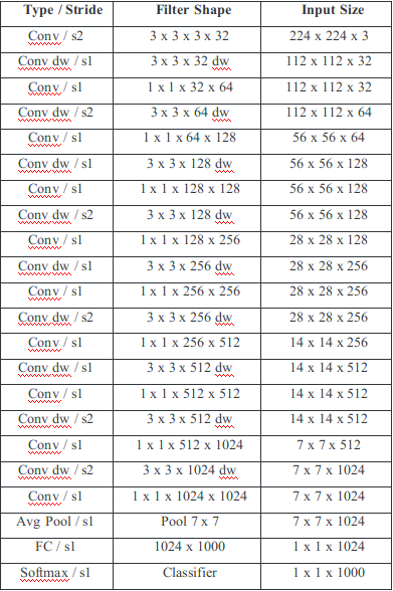 Type / Stride Filter Shape Input Size
Conv / s2 3 x 3 x 3 x 32 224 x 224 x 3
Conv dw / s1 3 x 3 x 32 dw 112 x 112 x 32
Conv / s1 1 x 1 x 32 x 64 112 x 112 x 32
Conv dw / s2 3 x 3 x 64 dw 112 x 112 x 64
Conv / s1 1 x 1 x 64 x 128 56 x 56 x 64
Conv dw / s1 3 x 3 x 128 dw 56 x 56 x 128
Conv / s1 1 x 1 x 128 x 128 56 x 56 x 128
Conv dw / s2 3 x 3 x 128 dw 56 x 56 x 128
Conv / s1 1 x 1 x 128 x 256 28 x 28 x 128
Conv dw / s1 3 x 3 x 256 dw 28 x 28 x 256
Conv / s1 1 x 1 x 256 x 256 28 x 28 x 256
Conv dw / s2 3 x 3 x 256 dw 28 x 28 x 256
Conv / s1 1 x 1 x 256 x 512 14 x 14 x 256
Conv dw / s1 3 x 3 x 512 dw 14 x 14 x 512
Conv / s1 1 x 1 x 512 x 512 14 x 14 x 512
Conv dw / s2 3 x 3 x 512 dw 14 x 14 x 512
Conv / s1 1 x 1 x 512 x 1024 7 x 7 x 512
Conv dw / s2 3 x 3 x 1024 dw 7 x 7 x 1024
Conv / s1 1 x 1 x 1024 x 1024 7 x 7 x 1024
Avg Pool / s1 Pool 7 x 7 7 x 7 x 1024
FC / s1 1024 x 1000 1 x 1 x 1024
Softmax / s1 Classifier 1 x 1 x 1000